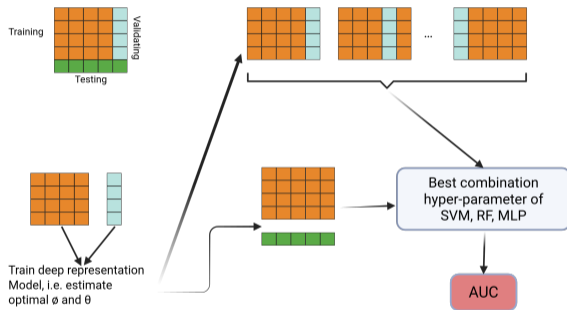 Training
Validating
Testing
...
Train deep representation
Model, i.e. estimate
optimal ø and θ
Best combination
hyper-parameter of
SVM, RF, MLP
AUC